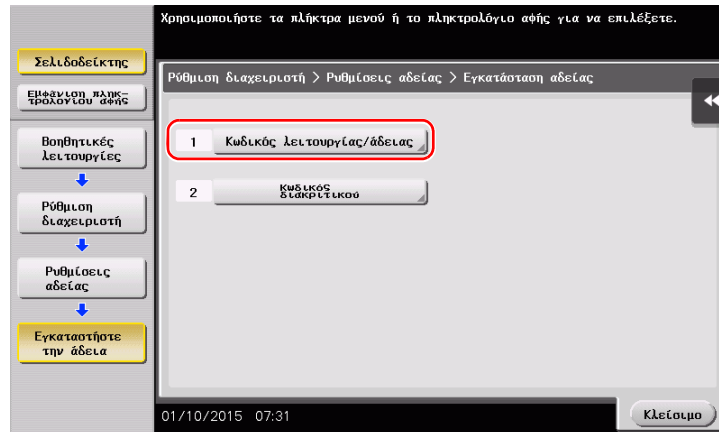 Χρησιμοποιήστε τα πλήκτρα μενού ή το πληκτρολόγιο αφής για να επιλέξετε.
Σελιδοδείκτης
Εμφάνιση πληκ-
τρολογίου αφής
Βοηθητικές
λειτουργίες
Ρύθμιση
διαχειριστή
Ρυθμίσεις
αδείας
Εγκαταστήστε
την άδεια
Ρύθμιση διαχειριστή > Ρυθμίσεις αδείας > Εγκατάσταση αδείας
1 Κωδικός λειτουργίας/άδειας
2 Κωδικός
διακριτικού
01/10/2015 07:31
Κλείσιμο